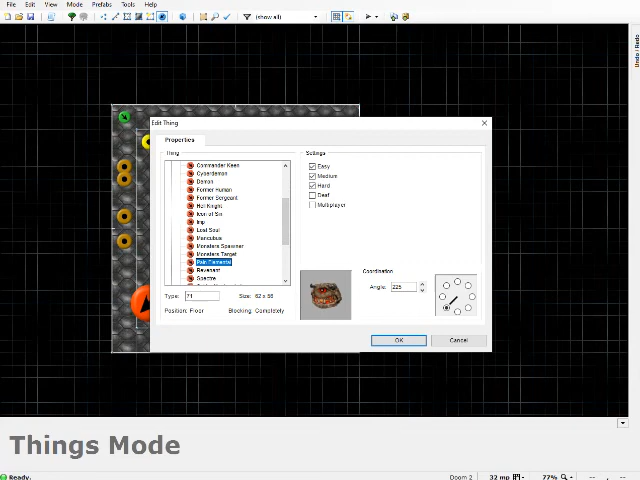 File Edit View Mode Prefabs Tools Help
(show all)
Undo / Redo
Edit Thing
Properties
Thing
Settings
Commander Keen
Cyberdemon
Demon
Former Human
Former Sergeant
Hell Knight
Icon of Sin
Imp
Lost Soul
Mancubus
Monsters Spawner
Monsters Target
Pain Elemental
Revenant
Spectre
Easy
Medium
Hard
Deaf
Multiplayer
Type: 71 Size: 62 x 56
Position: Floor Blocking: Completely
Coordination
Angle: 225
OK Cancel
Things Mode
Ready. Doom 2 32 mp 77% -- , --